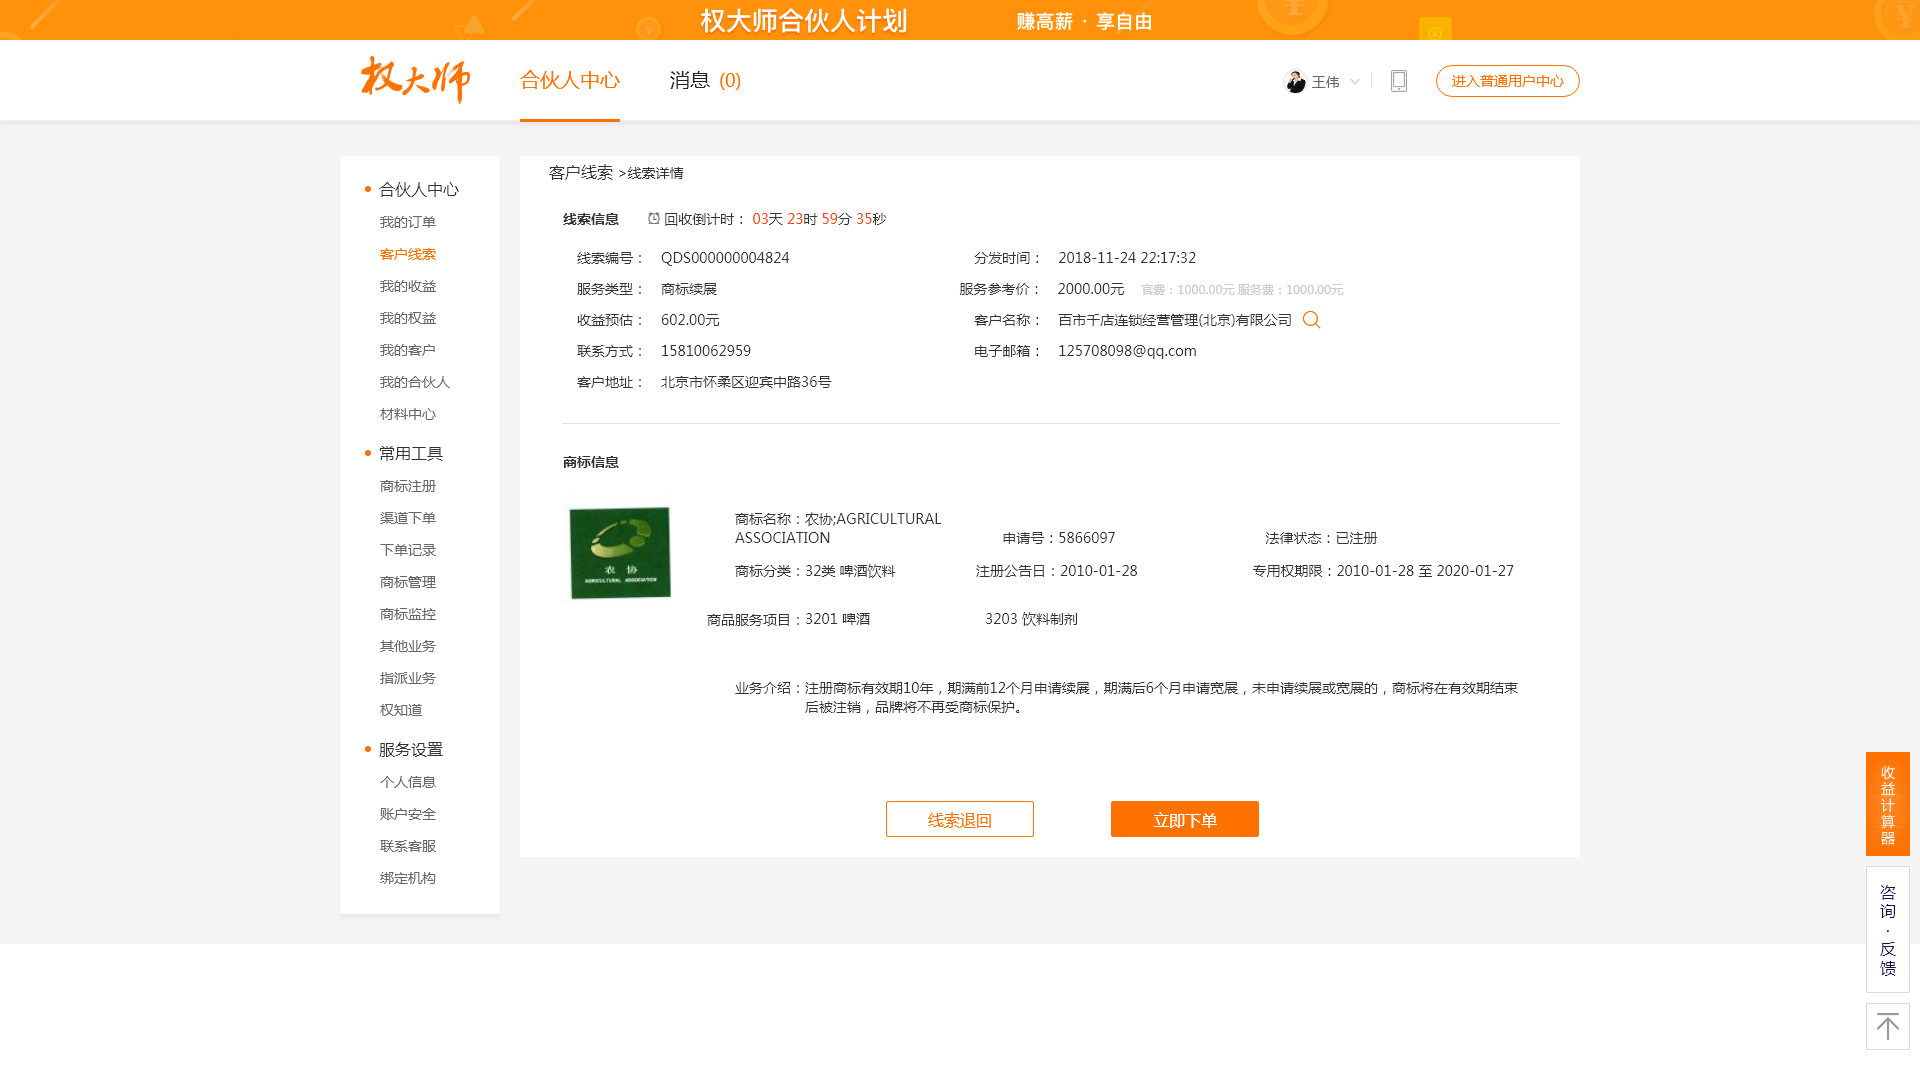 权大师合伙人计划 赚高薪 · 享自由
权大师 合伙人中心 消息 (0) 王伟 进入普通用户中心
合伙人中心
我的订单
客户线索
我的收益
我的权益
我的客户
我的合伙人
材料中心
常用工具
商标注册
渠道下单
下单记录
商标管理
商标监控
其他业务
指派业务
权知道
服务设置
个人信息
账户安全
联系客服
绑定机构
客户线索 >线索详情
线索信息 回收倒计时： 03天 23时 59分 35秒
线索编号： QDS000000004824 分发时间： 2018-11-24 22:17:32
服务类型： 商标续展 服务参考价： 2000.00元 官费：1000.00元 服务费：1000.00元
收益预估： 602.00元 客户名称： 百市千店连锁经营管理(北京)有限公司
联系方式： 15810062959 电子邮箱： 125708098@qq.com
客户地址： 北京市怀柔区迎宾中路36号
商标信息
农 协
AGRICULTURAL ASSOCIATION
商标名称：农协;AGRICULTURAL
ASSOCIATION 申请号：5866097 法律状态：已注册
商标分类：32类 啤酒饮料 注册公告日：2010-01-28 专用权期限：2010-01-28 至 2020-01-27
商品服务项目：3201 啤酒 3203 饮料制剂
业务介绍：注册商标有效期10年，期满前12个月申请续展，期满后6个月申请宽展，未申请续展或宽展的，商标将在有效期结束
后被注销，品牌将不再受商标保护。
线索退回 立即下单
收益计算器
咨询·反馈